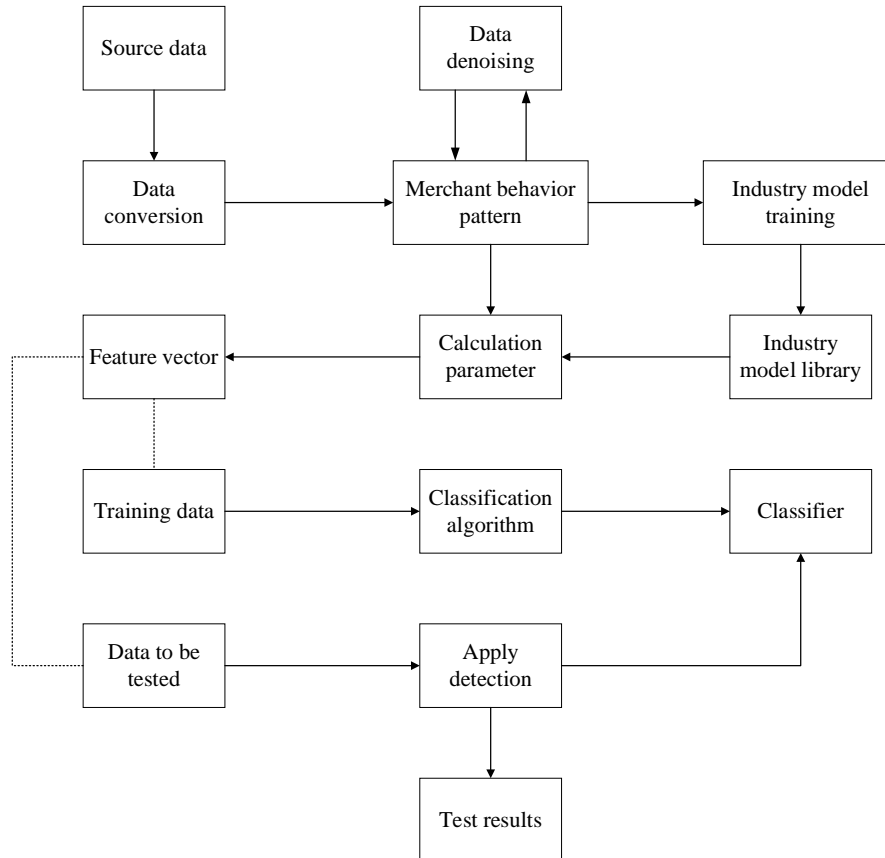 Source data
Data
denoising
Data
conversion
Merchant behavior
pattern
Industry model
training
Feature vector
Calculation
parameter
Industry
model library
Training data
Classification
algorithm
Classifier
Data to be
tested
Apply
detection
Test results